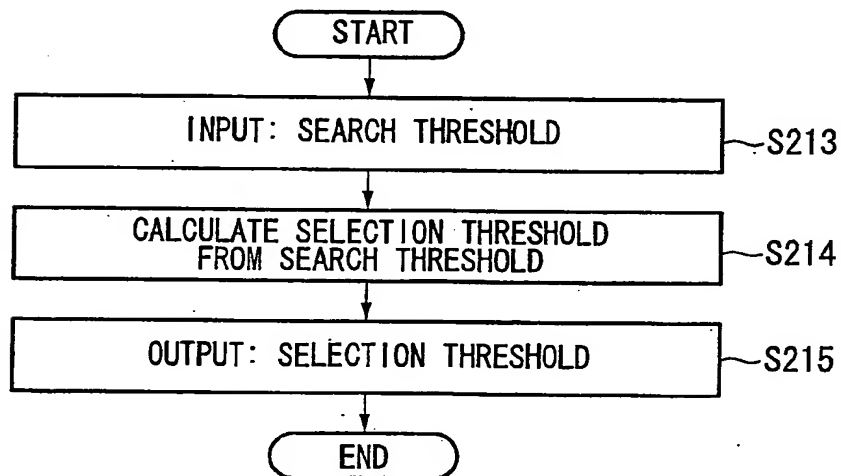 START
INPUT: SEARCH THRESHOLD
S213
CALCULATE SELECTION THRESHOLD
FROM SEARCH THRESHOLD
S214
OUTPUT: SELECTION THRESHOLD
S215
END